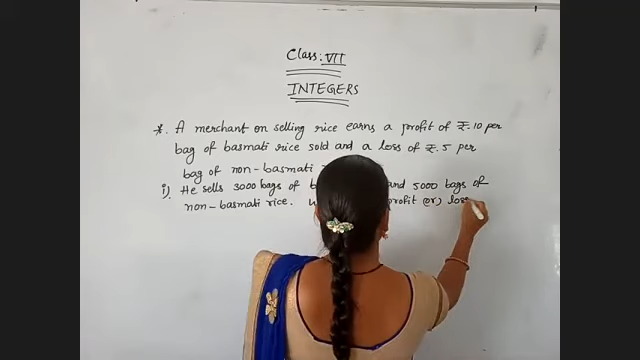 Class: VII
INTEGERS
*. A merchant on selling rice earns a profit of ₹.10 per
bag of basmati rice sold and a loss of ₹.5 per
bag of non-basmati
i) He sells 3000 bags of and 5000 bags of
non-basmati rice. profit (or) los